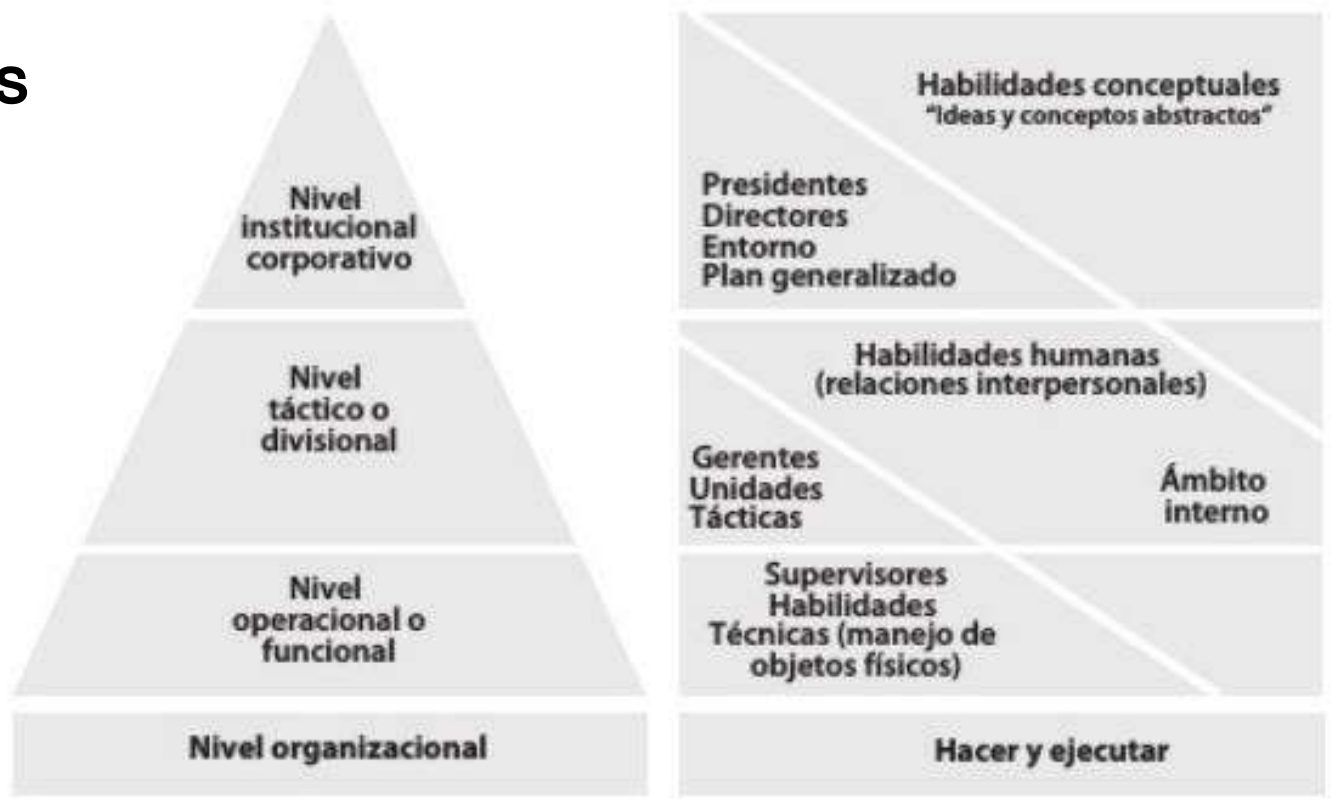 s
Nivel
institucional
corporativo
Nivel
táctico o
divisional
Nivel
operacional o
funcional
Nivel organizacional
Habilidades conceptuales
"Ideas y conceptos abstractos"
Presidentes
Directores
Entorno
Plan generalizado
Habilidades humanas
(relaciones interpersonales)
Gerentes
Unidades
Tácticas
Ámbito
interno
Supervisores
Habilidades
Técnicas (manejo de
objetos físicos)
Hacer y ejecutar